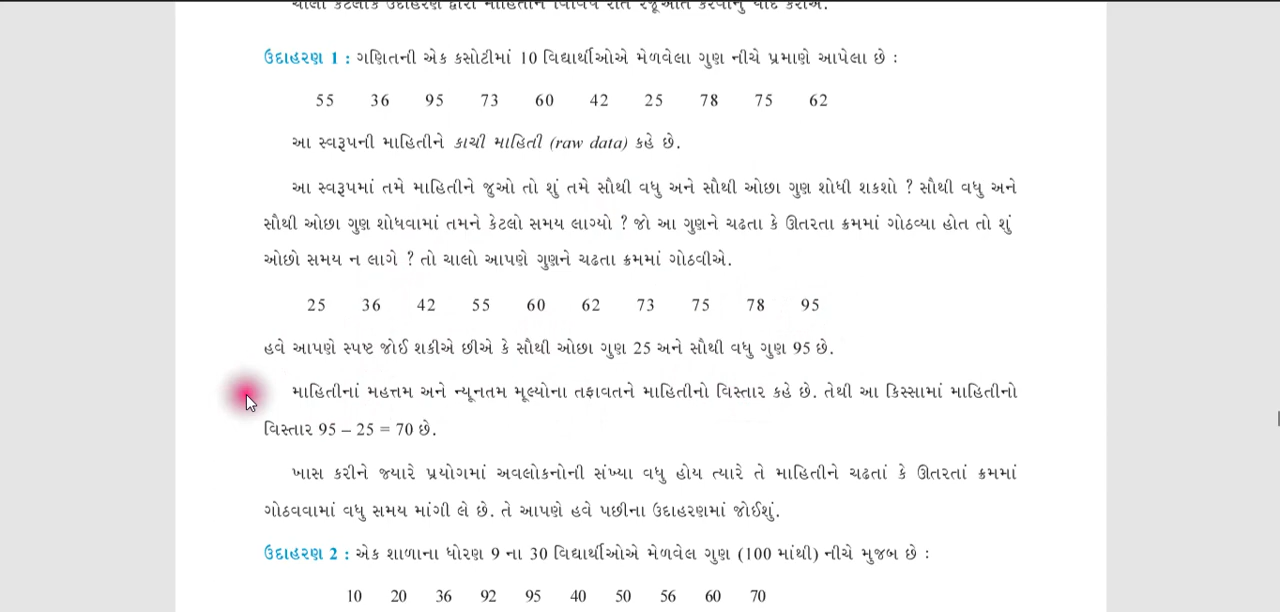 ઉદાહરણ 1 : ગણિતની એક કસોટીમાં 10 વિદ્યાર્થીઓએ મેળવેલા ગુણ નીચે પ્રમાણે આપેલા છે :
55 36 95 73 60 42 25 78 75 62
આ સ્વરૂપની માહિતીને કાચી માહિતી (raw data) કહે છે.
આ સ્વરૂપમાં તમે માહિતીને જુઓ તો શું તમે સૌથી વધુ અને સૌથી ઓછા ગુણ શોધી શકશો ? સૌથી વધુ અને
સૌથી ઓછા ગુણ શોધવામાં તમને કેટલો સમય લાગ્યો ? જો આ ગુણને ચઢતા કે ઊતરતા ક્રમમાં ગોઠવ્યા હોત તો શું
ઓછો સમય ન લાગે ? તો ચાલો આપણે ગુણને ચઢતા ક્રમમાં ગોઠવીએ.
25 36 42 55 60 62 73 75 78 95
હવે આપણે સ્પષ્ટ જોઈ શકીએ છીએ કે સૌથી ઓછા ગુણ 25 અને સૌથી વધુ ગુણ 95 છે.
માહિતીનાં મહત્તમ અને ન્યૂનતમ મૂલ્યોના તફાવતને માહિતીનો વિસ્તાર કહે છે. તેથી આ કિસ્સામાં માહિતીનો
વિસ્તાર 95 – 25 = 70 છે.
ખાસ કરીને જ્યારે પ્રયોગમાં અવલોકનોની સંખ્યા વધુ હોય ત્યારે તે માહિતીને ચઢતાં કે ઊતરતાં ક્રમમાં
ગોઠવવામાં વધુ સમય માંગી લે છે. તે આપણે હવે પછીના ઉદાહરણમાં જોઈશું.
ઉદાહરણ 2 : એક શાળાના ધોરણ 9 ના 30 વિદ્યાર્થીઓએ મેળવેલ ગુણ (100 માંથી) નીચે મુજબ છે :
10 20 36 92 95 40 50 56 60 70